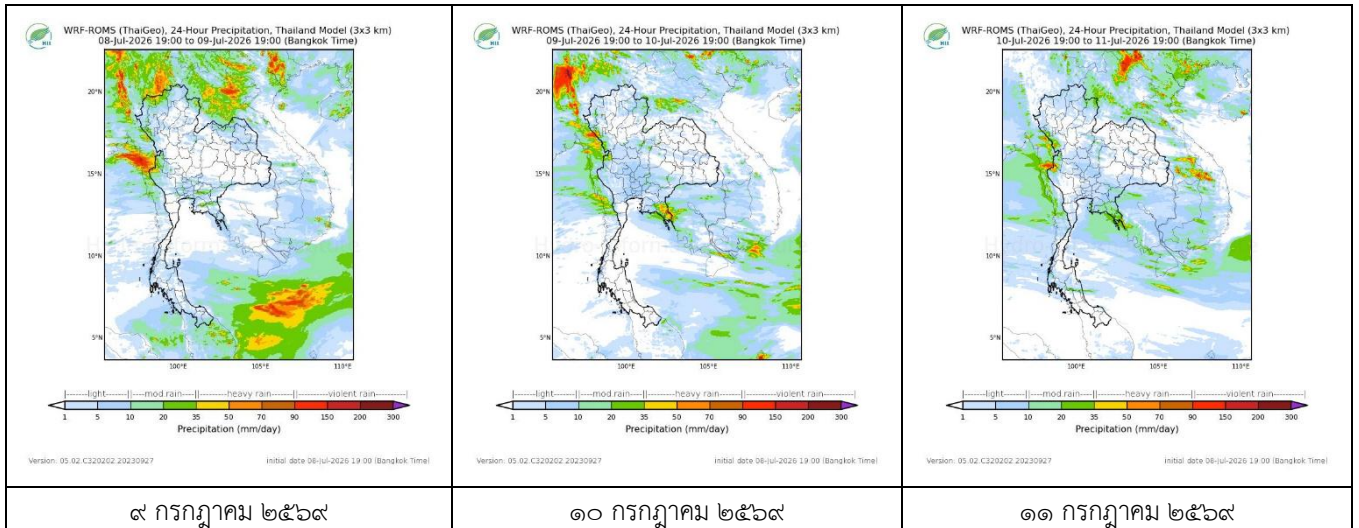 WRF-ROMS (ThaiGeo), 24-Hour Precipitation, Thailand Model (3x3 km)
08-Jul-2026 19:00 to 09-Jul-2026 19:00 (Bangkok Time)
20°N
15°N
10°N
5°N
100°E
105°E
110°E
light
mod.rain
heavy rain
violent rain
1 5 10 20 35 50 70 90 150 200 300
Precipitation (mm/day)
Version: 05.02.C320202.20230927
initial date 08-Jul-2026 19:00 (Bangkok Time)
๙ กรกฎาคม ๒๕๖๙
WRF-ROMS (ThaiGeo), 24-Hour Precipitation, Thailand Model (3x3 km)
09-Jul-2026 19:00 to 10-Jul-2026 19:00 (Bangkok Time)
20°N
15°N
10°N
5°N
100°E
105°E
110°E
light
mod.rain
heavy rain
violent rain
1 5 10 20 35 50 70 90 150 200 300
Precipitation (mm/day)
Version: 05.02.C320202.20230927
initial date 08-Jul-2026 19:00 (Bangkok Time)
๑๐ กรกฎาคม ๒๕๖๙
WRF-ROMS (ThaiGeo), 24-Hour Precipitation, Thailand Model (3x3 km)
10-Jul-2026 19:00 to 11-Jul-2026 19:00 (Bangkok Time)
20°N
15°N
10°N
5°N
100°E
105°E
110°E
light
mod.rain
heavy rain
violent rain
1 5 10 20 35 50 70 90 150 200 300
Precipitation (mm/day)
Version: 05.02.C320202.20230927
initial date 08-Jul-2026 19:00 (Bangkok Time)
๑๑ กรกฎาคม ๒๕๖๙